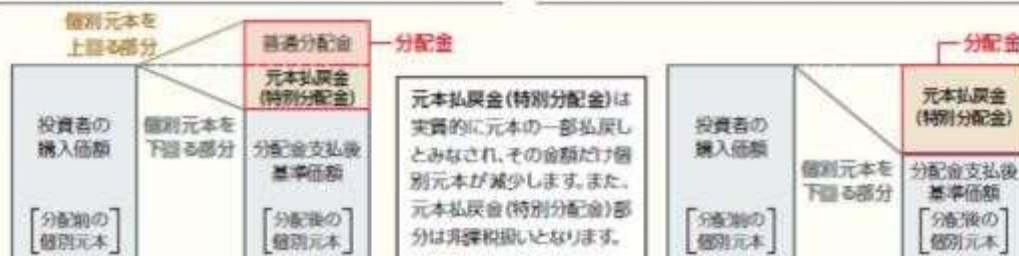 個別元本を
上回る部分
普通分配金
分配金
元本払戻金
(特別分配金)
投資者の
購入価額
個別元本を
下回る部分
分配金支払後
基準価額
[分配前の
個別元本]
[分配後の
個別元本]
元本払戻金(特別分配金)は
実質的に元本の一部払戻し
とみなされ、その金額だけ個
別元本が減少します。また、
元本払戻金(特別分配金)部
分は非課税扱いとなります。
分配金
元本払戻金
(特別分配金)
投資者の
購入価額
個別元本を
下回る部分
分配金支払後
基準価額
[分配前の
個別元本]
[分配後の
個別元本]